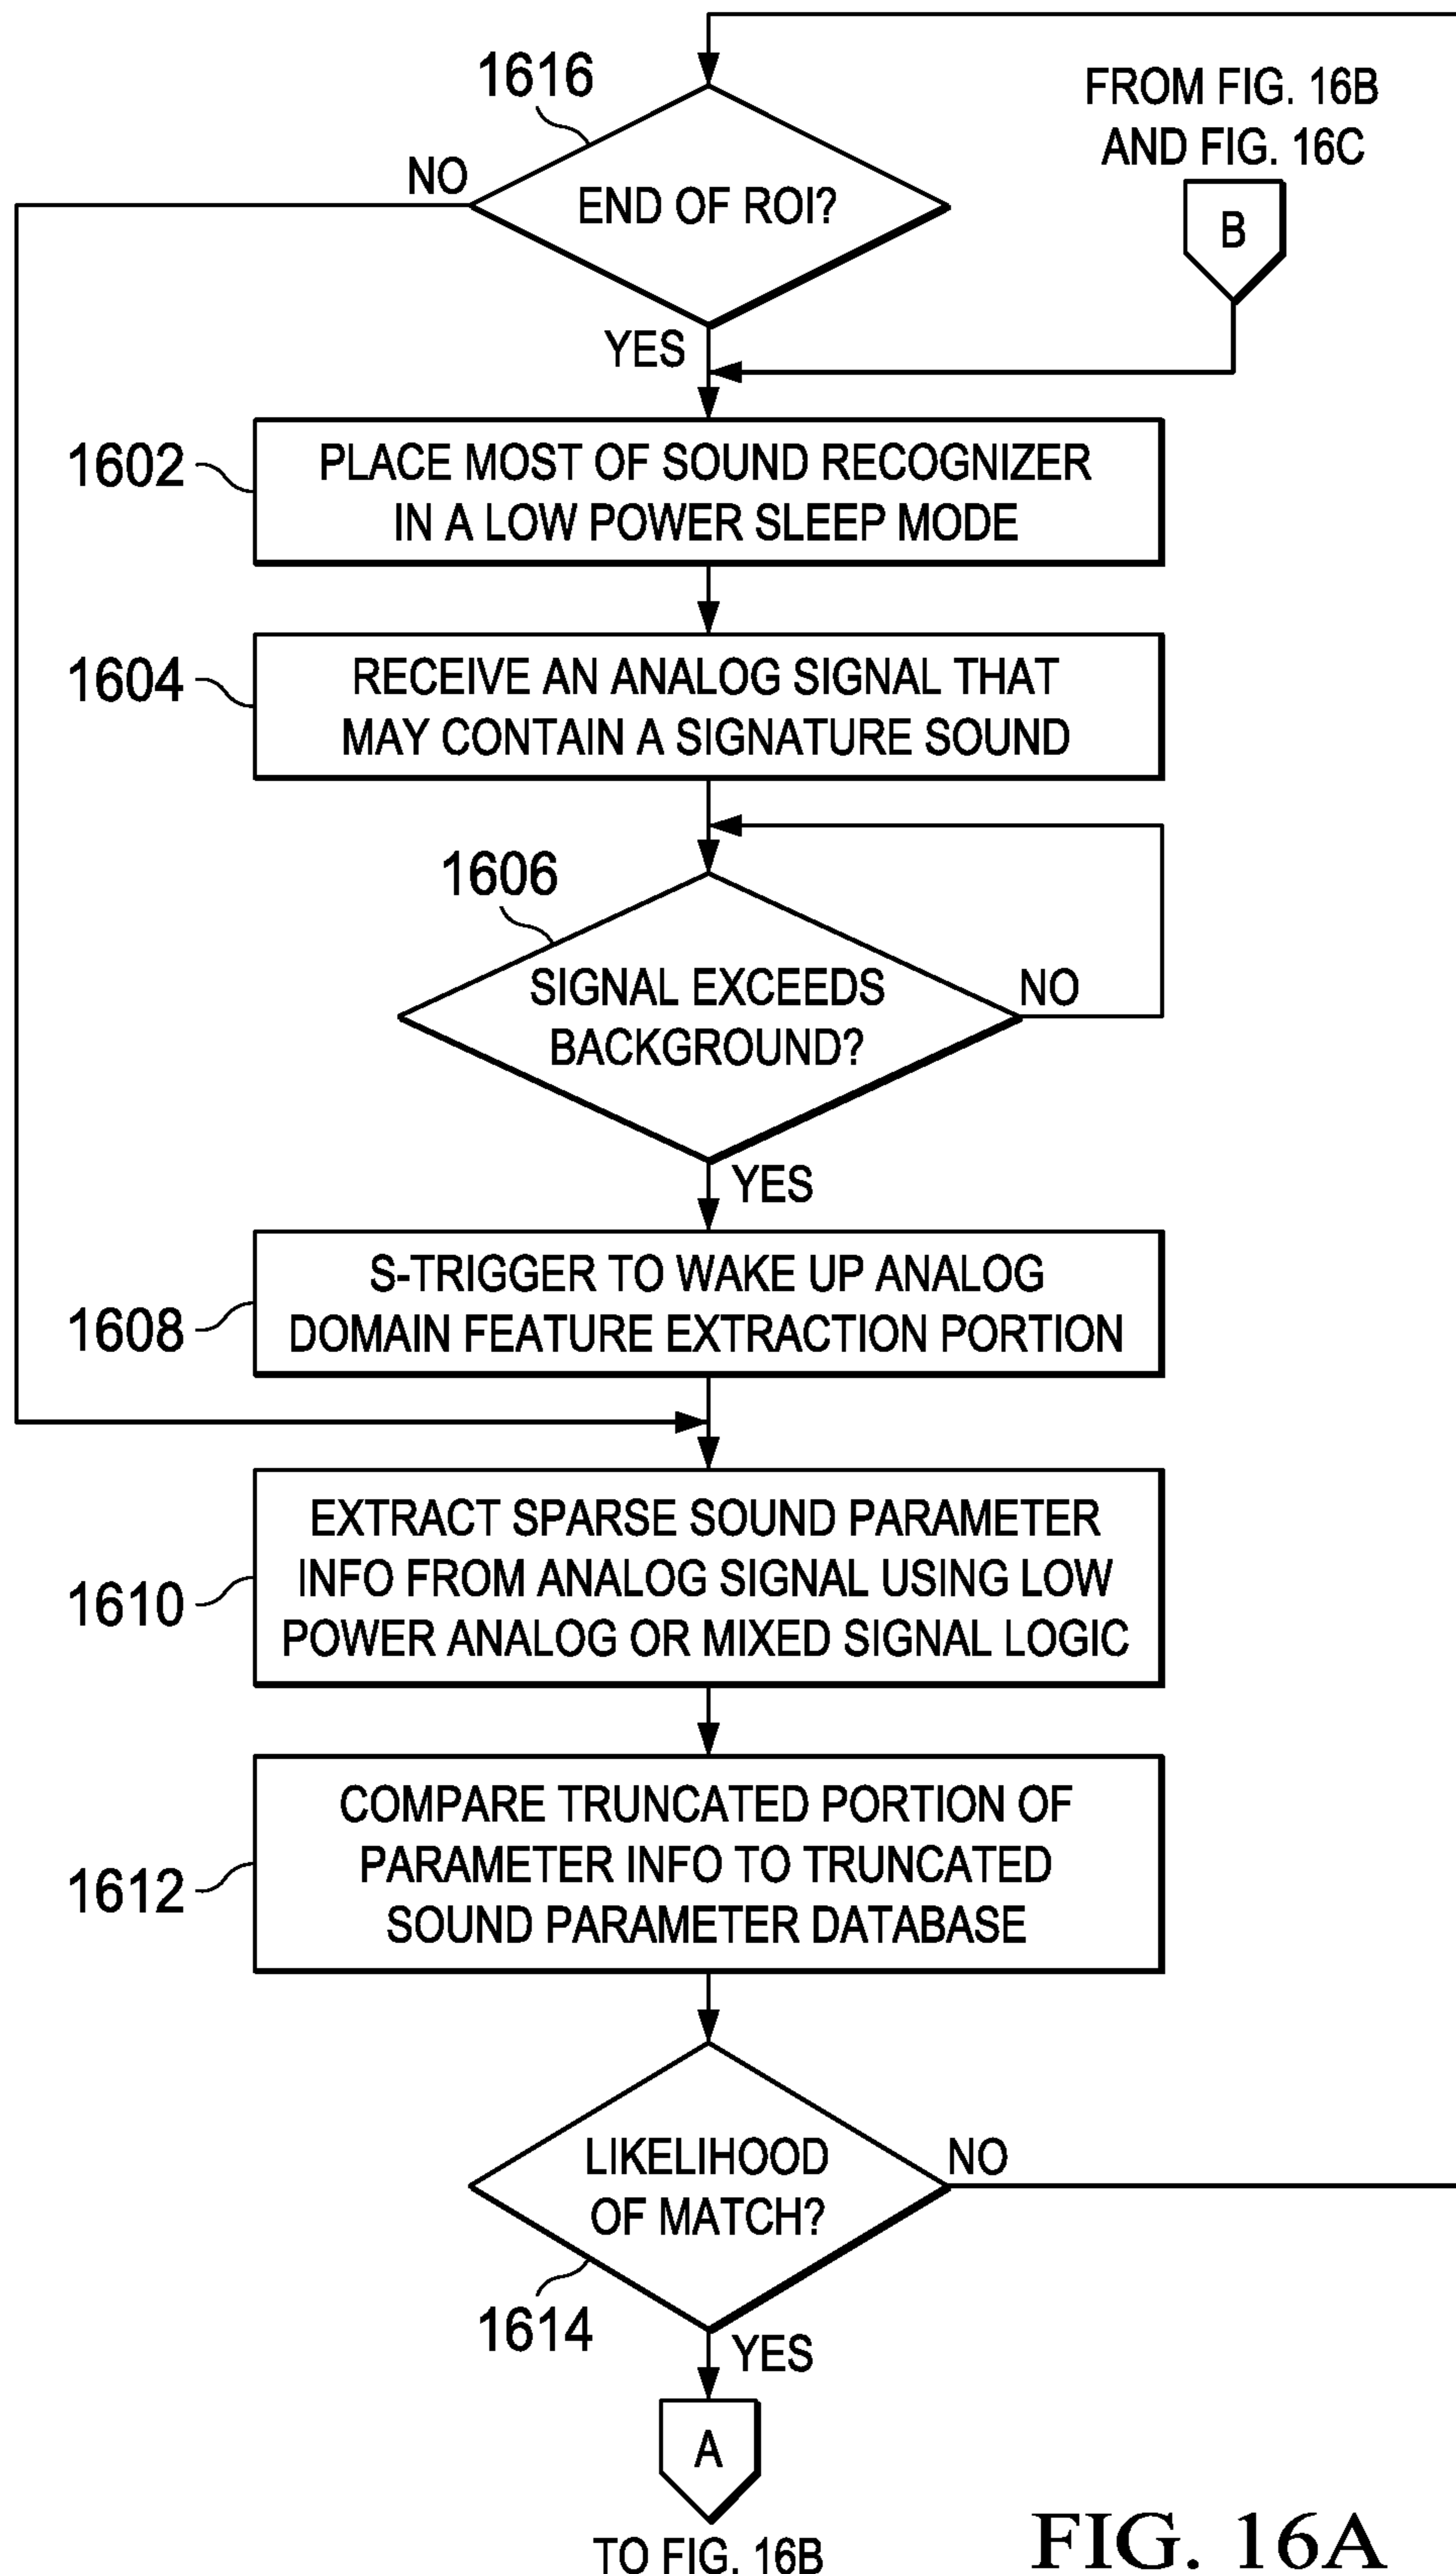 1616
NO
END OF ROI?
YES
FROM FIG. 16B
AND FIG. 16C
B
1602
PLACE MOST OF SOUND RECOGNIZER
IN A LOW POWER SLEEP MODE
1604
RECEIVE AN ANALOG SIGNAL THAT
MAY CONTAIN A SIGNATURE SOUND
1606
SIGNAL EXCEEDS
BACKGROUND?
NO
YES
1608
S-TRIGGER TO WAKE UP ANALOG
DOMAIN FEATURE EXTRACTION PORTION
1610
EXTRACT SPARSE SOUND PARAMETER
INFO FROM ANALOG SIGNAL USING LOW
POWER ANALOG OR MIXED SIGNAL LOGIC
1612
COMPARE TRUNCATED PORTION OF
PARAMETER INFO TO TRUNCATED
SOUND PARAMETER DATABASE
LIKELIHOOD
OF MATCH?
NO
1614
YES
A
TO FIG. 16B
FIG. 16A